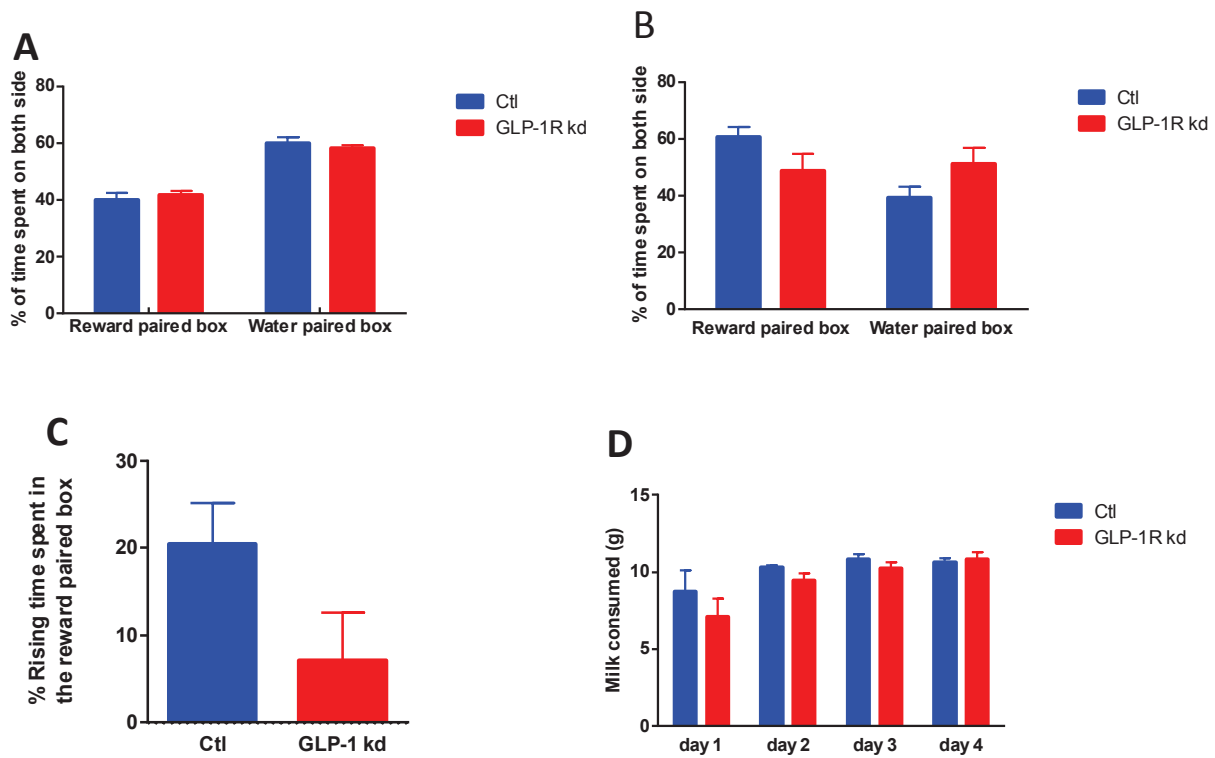 A
% of time spent on both side
80
60
40
20
0
Reward paired box
Water paired box
Ctl
GLP-1R kd
B
% of time spent on both side
80
60
40
20
0
Reward paired box
Water paired box
Ctl
GLP-1R kd
C
% Rising time spent in
the reward paired box
30
20
10
0
Ctl
GLP-1 kd
D
Milk consumed (g)
15
10
5
0
day 1
day 2
day 3
day 4
Ctl
GLP-1R kd